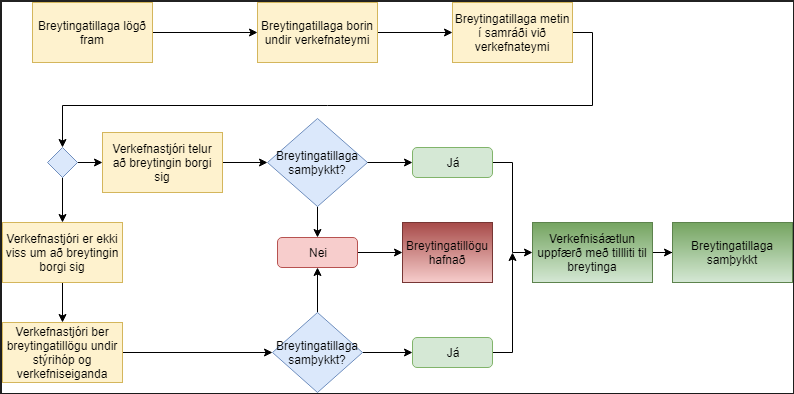 Breytingatillaga lögð
fram
Breytingatillaga borin
undir verkefnateymi
Breytingatillaga metin
í samráði við
verkefnateymi
Verkefnastjóri telur
að breytingin borgi
sig
Breytingatillaga
samþykkt?
Já
Verkefnastjóri er ekki
viss um að breytingin
borgi sig
Nei
Breytingatillögu
hafnað
Verkefnisáætlun
uppfærð með tillliti til
breytinga
Breytingatillaga
samþykkt
Verkefnastjóri ber
breytingatillögu undir
stýrihóp og
verkefniseiganda
Breytingatillaga
samþykkt?
Já